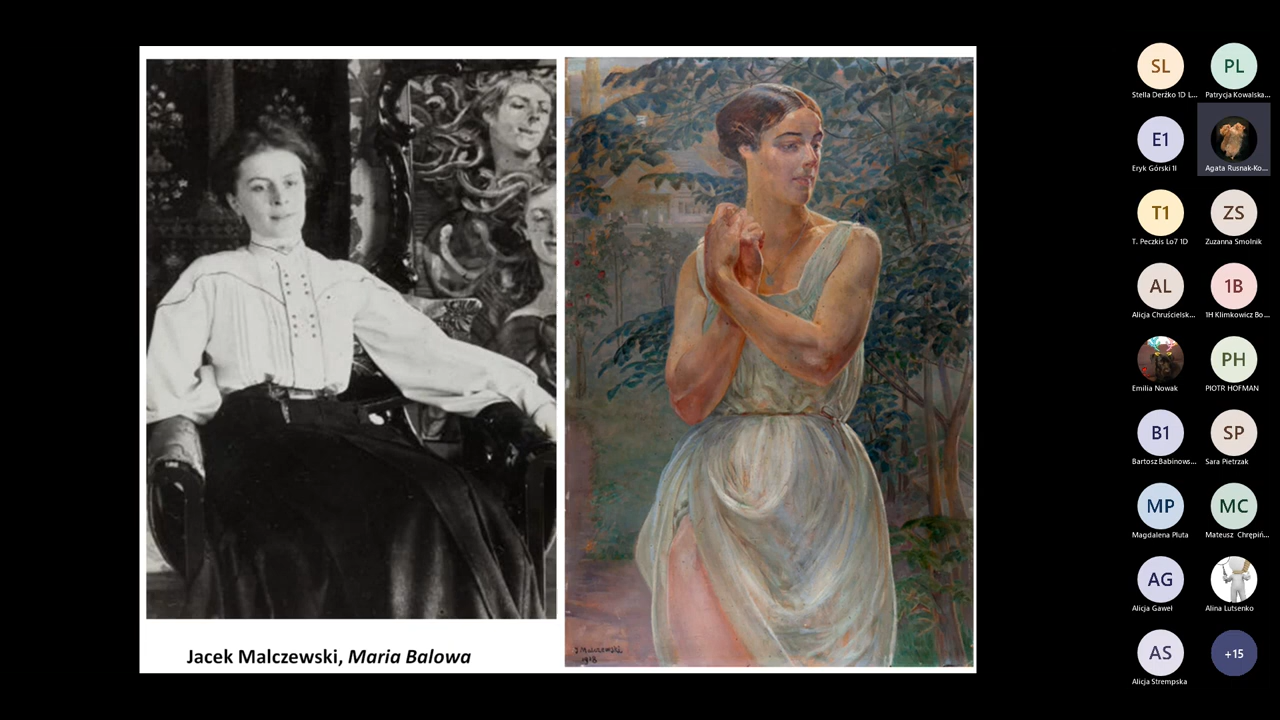 Jacek Malczewski, Maria Balowa
J Malczewski
1918
SL
Stella Derżko 1D L...
PL
Patrycja Kowalska...
E1
Eryk Górski 1I
Agata Rusnak-Ko...
T1
T. Peczkis Lo7 1D
ZS
Zuzanna Smolnik
AL
Alicja Chruścielsk...
1B
1H Klimkowicz Bo...
Emilia Nowak
PH
PIOTR HOFMAN
B1
Bartosz Babinows...
SP
Sara Pietrzak
MP
Magdalena Pluta
MC
Mateusz Chrępiń...
AG
Alicja Gaweł
Alina Lutsenko
AS
Alicja Strempska
+15